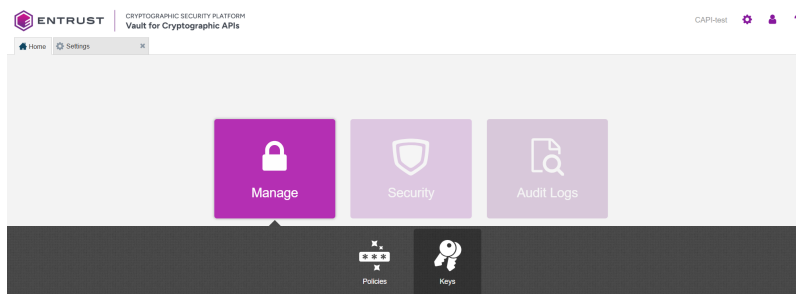 ENTRUST
CRYPTOGRAPHIC SECURITY PLATFORM
Vault for Cryptographic APIs
CAPI-test
Home
Settings
Manage
Security
Audit Logs
Policies
Keys